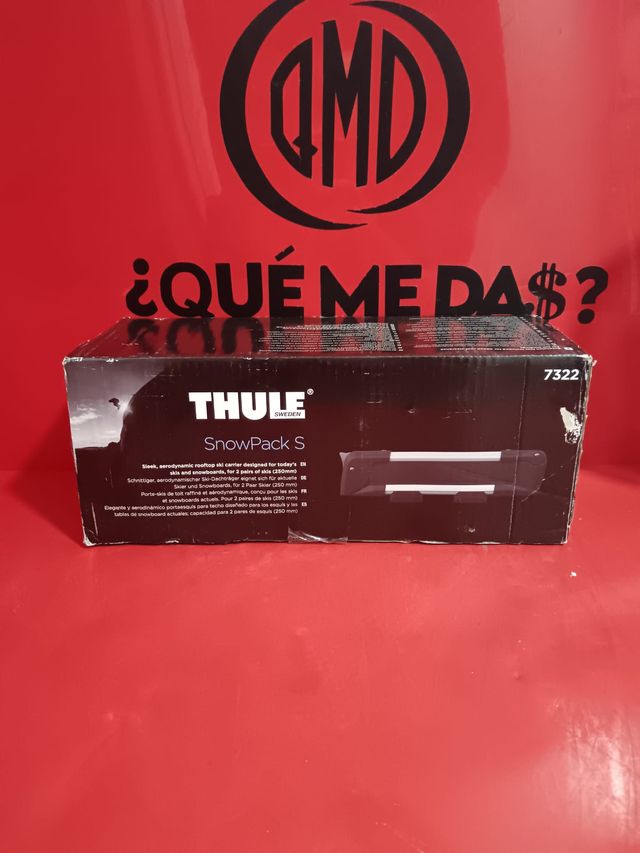 QMD
¿QUÉ ME DA$?
7322
THULE®
SWEDEN
SnowPack S
Sleek, aerodynamic rooftop ski carrier designed for today's EN
skis and snowboards, for 2 pairs of skis (250mm)
Schnittiger, aerodynamischer Ski-Dachträger eignet sich für aktuelle DE
Skier und Snowboards, für 2 Paar Skier (250 mm)
Porte-skis de toit raffiné et aérodynamique, conçu pour les skis FR
et snowboards actuels. Pour 2 paires de skis (250 mm)
Elegante y aerodinámico portaesquís para techo diseñado para los esquís y las ES
tablas de snowboard actuales, capacidad para 2 pares de esquís (250 mm)